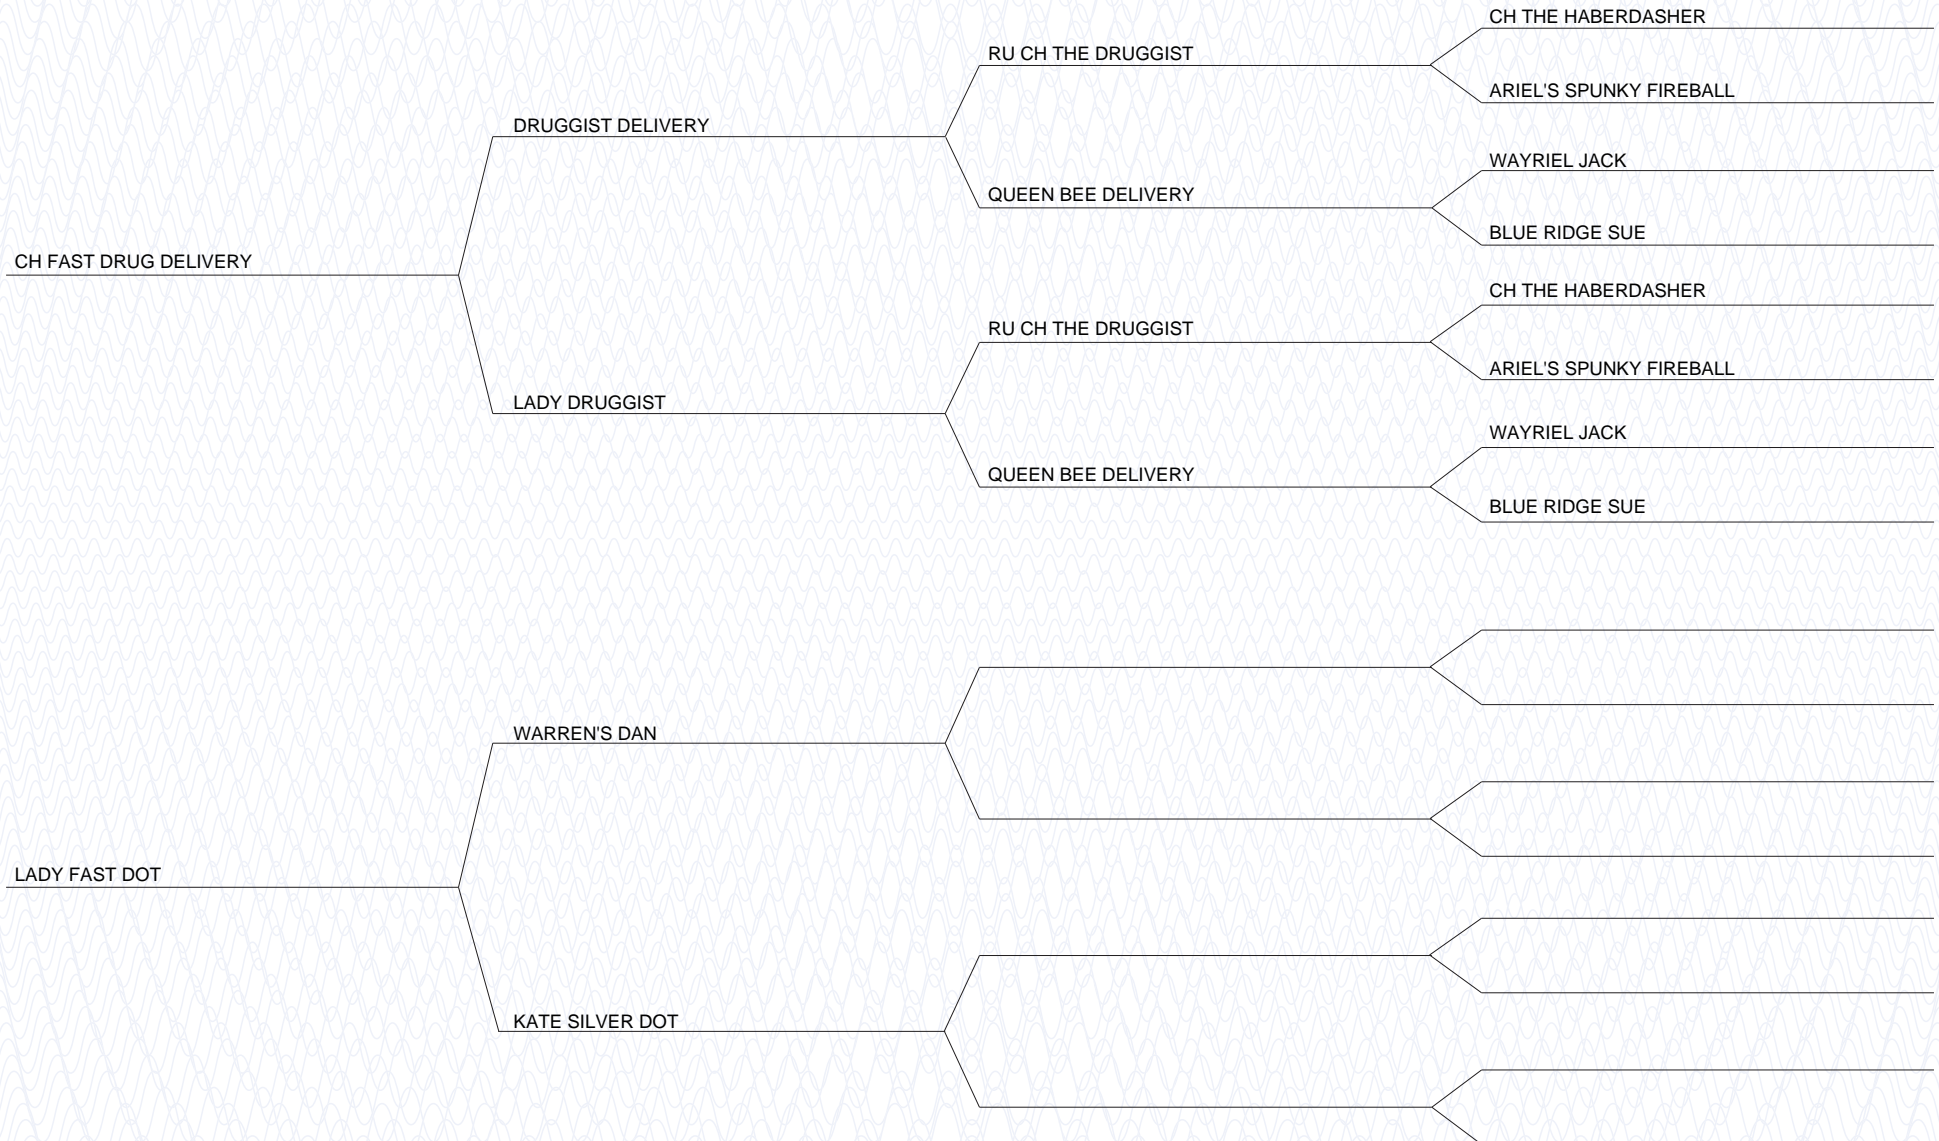 CH THE HABERDASHER
RU CH THE DRUGGIST
ARIEL'S SPUNKY FIREBALL
DRUGGIST DELIVERY
WAYRIEL JACK
QUEEN BEE DELIVERY
BLUE RIDGE SUE
CH FAST DRUG DELIVERY
CH THE HABERDASHER
RU CH THE DRUGGIST
ARIEL'S SPUNKY FIREBALL
LADY DRUGGIST
WAYRIEL JACK
QUEEN BEE DELIVERY
BLUE RIDGE SUE
WARREN'S DAN
LADY FAST DOT
KATE SILVER DOT